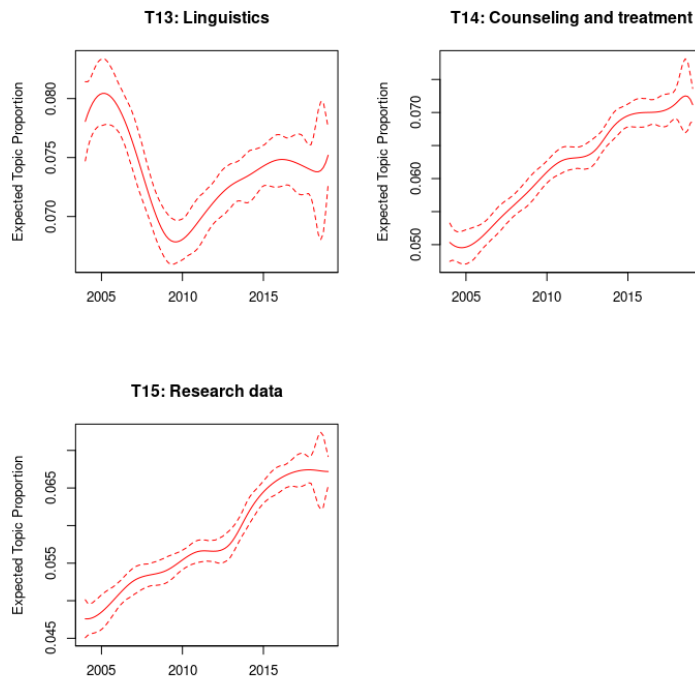 T13: Linguistics
Expected Topic Proportion
0.080
0.075
0.070
2005 2010 2015
T14: Counseling and treatment
Expected Topic Proportion
0.070
0.060
0.050
2005 2010 2015
T15: Research data
Expected Topic Proportion
0.065
0.055
0.045
2005 2010 2015